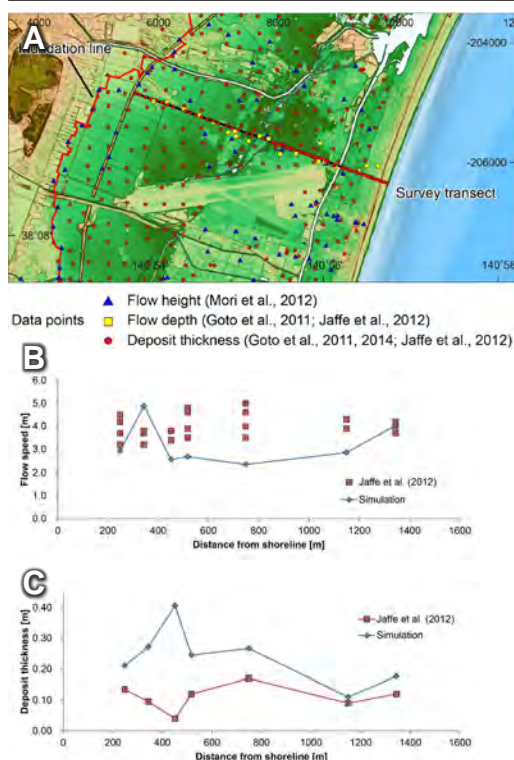 4000 6000 8000
A
-204000
Inundation line
-206000
Survey transect
38°08'
140°58
Data points
Flow height (Mori et al., 2012)
Flow depth (Goto et al., 2011; Jaffe et al., 2012)
Deposit thickness (Goto et al., 2011, 2014; Jaffe et al., 2012)
B
Flow speed [m]
6.0
5.0
4.0
3.0
2.0
1.0
0.0
Jaffe et al. (2012)
Simulation
0 200 400 600 800 1000 1200 1400 1600
Distance from shoreline [m]
C
Deposit thickness [m]
0.40
0.30
0.20
0.10
0.00
Jaffe et al. (2012)
Simulation
0 200 400 600 800 1000 1200 1400 1600
Distance from shoreline [m]